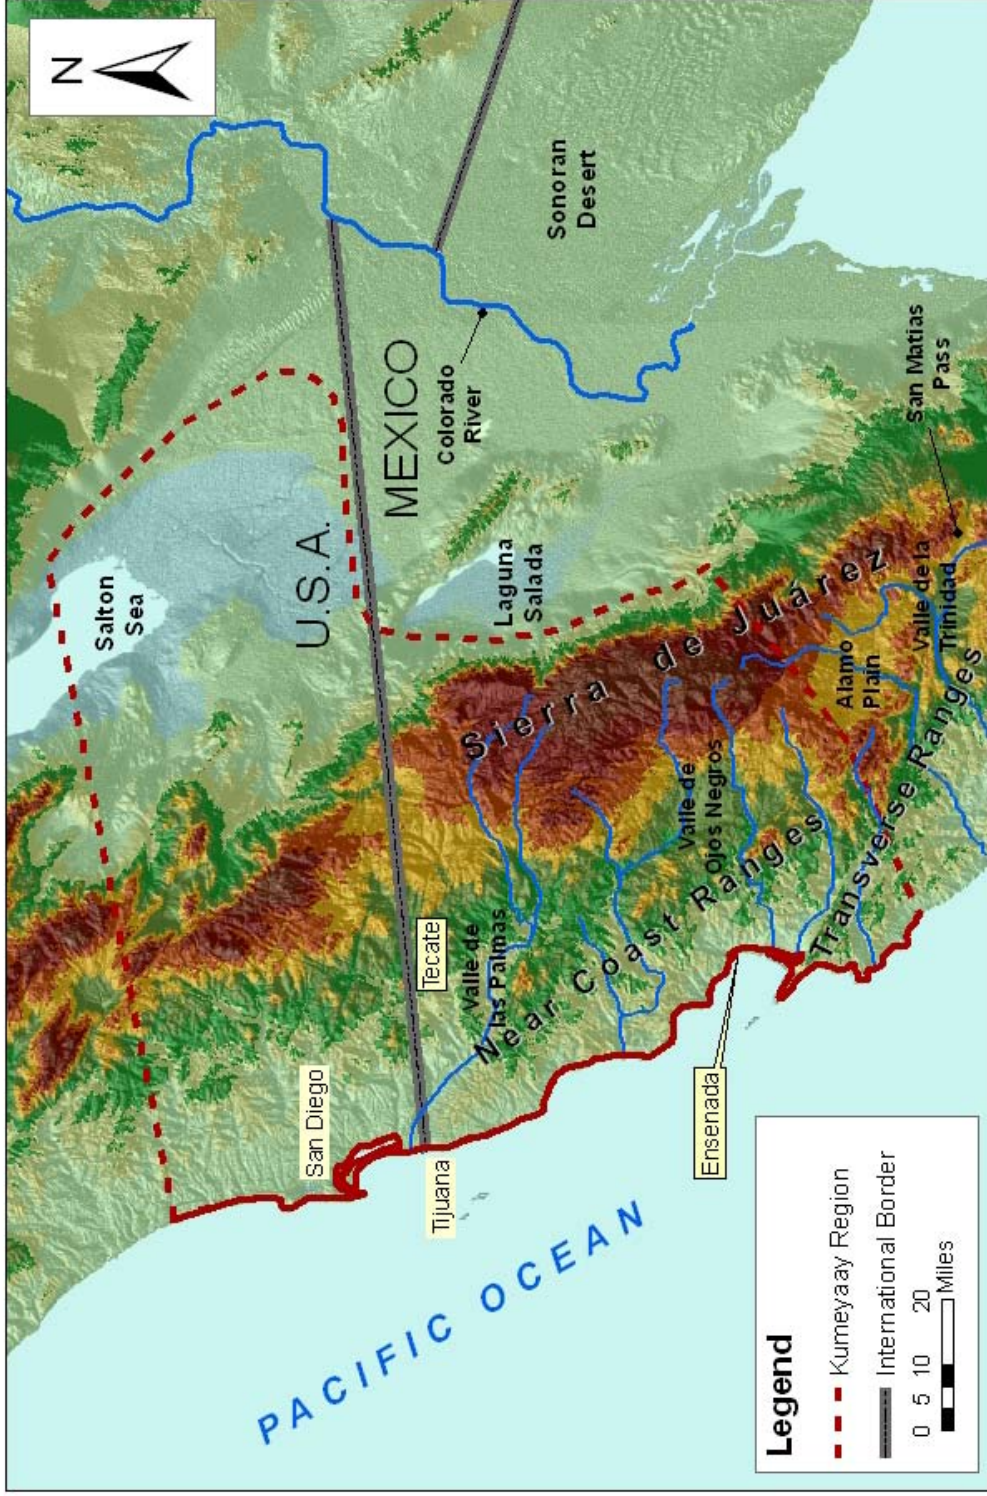 N
Salton
Sea
U.S.A.
MEXICO
Colorado
River
Sonoran
Desert
San Diego
Tecate
Tijuana
Valle de
las Palmas
Laguna
Salada
Sierra de Juárez
Near Coast Ranges
Valle de
Ojos Negros
Alamo
Plain
Valle de la
Trinidad
San Matias
Pass
Transverse Ranges
Ensenada
PACIFIC OCEAN
Legend
Kumeyaay Region
International Border
0 5 10 20
Miles